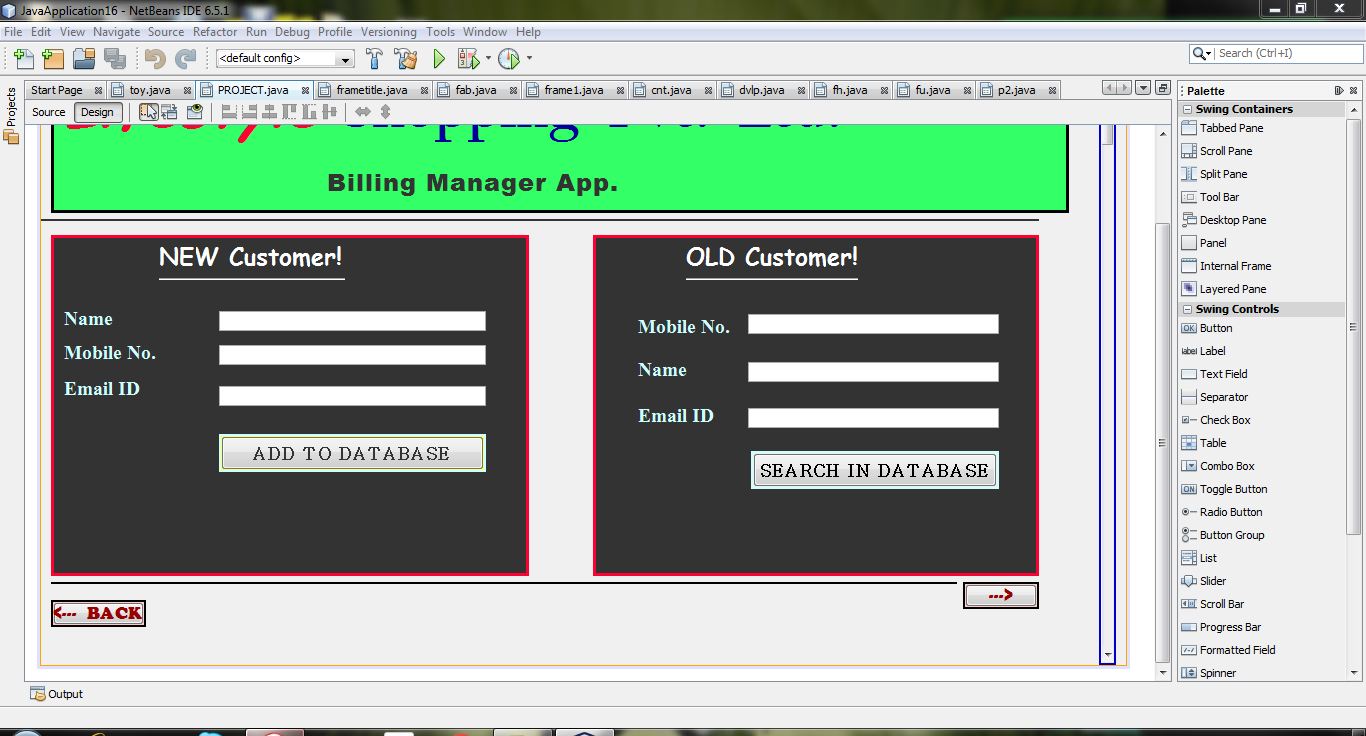 JavaApplication16 - NetBeans IDE 6.5.1
File Edit View Navigate Source Refactor Run Debug Profile Versioning Tools Window Help
<default config>
Search (Ctrl+I)
Projects
Start Page toy.java PROJECT.java frametitle.java fab.java frame1.java cnt.java dvlp.java fh.java fu.java p2.java
Source Design
Shopping Pvt. Ltd.
Billing Manager App.
NEW Customer!
Name
Mobile No.
Email ID
ADD TO DATABASE
OLD Customer!
Mobile No.
Name
Email ID
SEARCH IN DATABASE
<--- BACK
--->
Palette
Swing Containers
Tabbed Pane
Scroll Pane
Split Pane
Tool Bar
Desktop Pane
Panel
Internal Frame
Layered Pane
Swing Controls
OK Button
label Label
Text Field
Separator
Check Box
Table
Combo Box
ON Toggle Button
Radio Button
Button Group
List
Slider
Scroll Bar
Progress Bar
Formatted Field
Spinner
Output